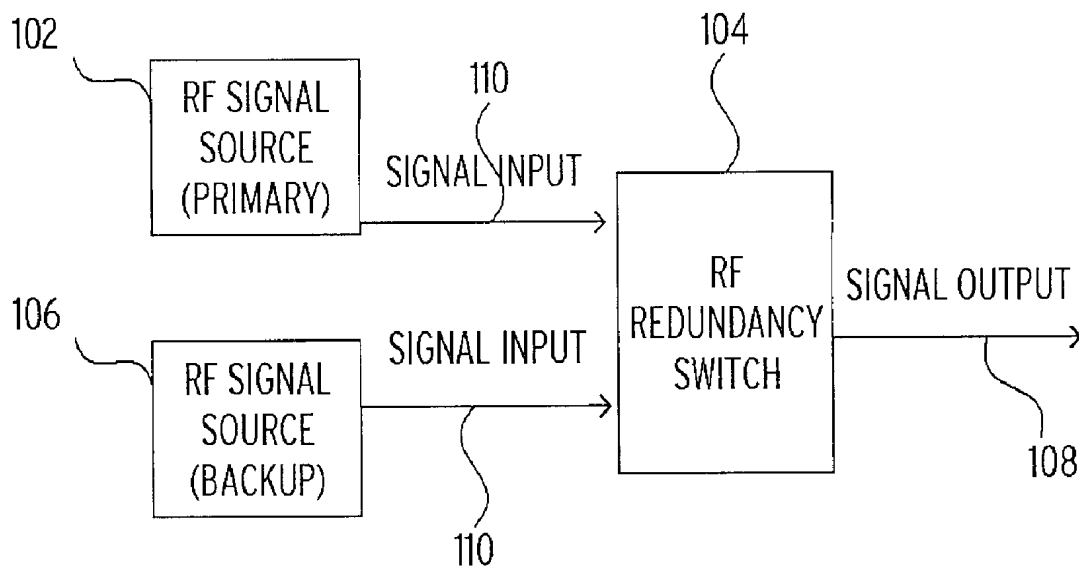 102
RF SIGNAL
SOURCE
(PRIMARY)
110
SIGNAL INPUT
104
RF
REDUNDANCY
SWITCH
SIGNAL OUTPUT
108
106
RF SIGNAL
SOURCE
(BACKUP)
SIGNAL INPUT
110